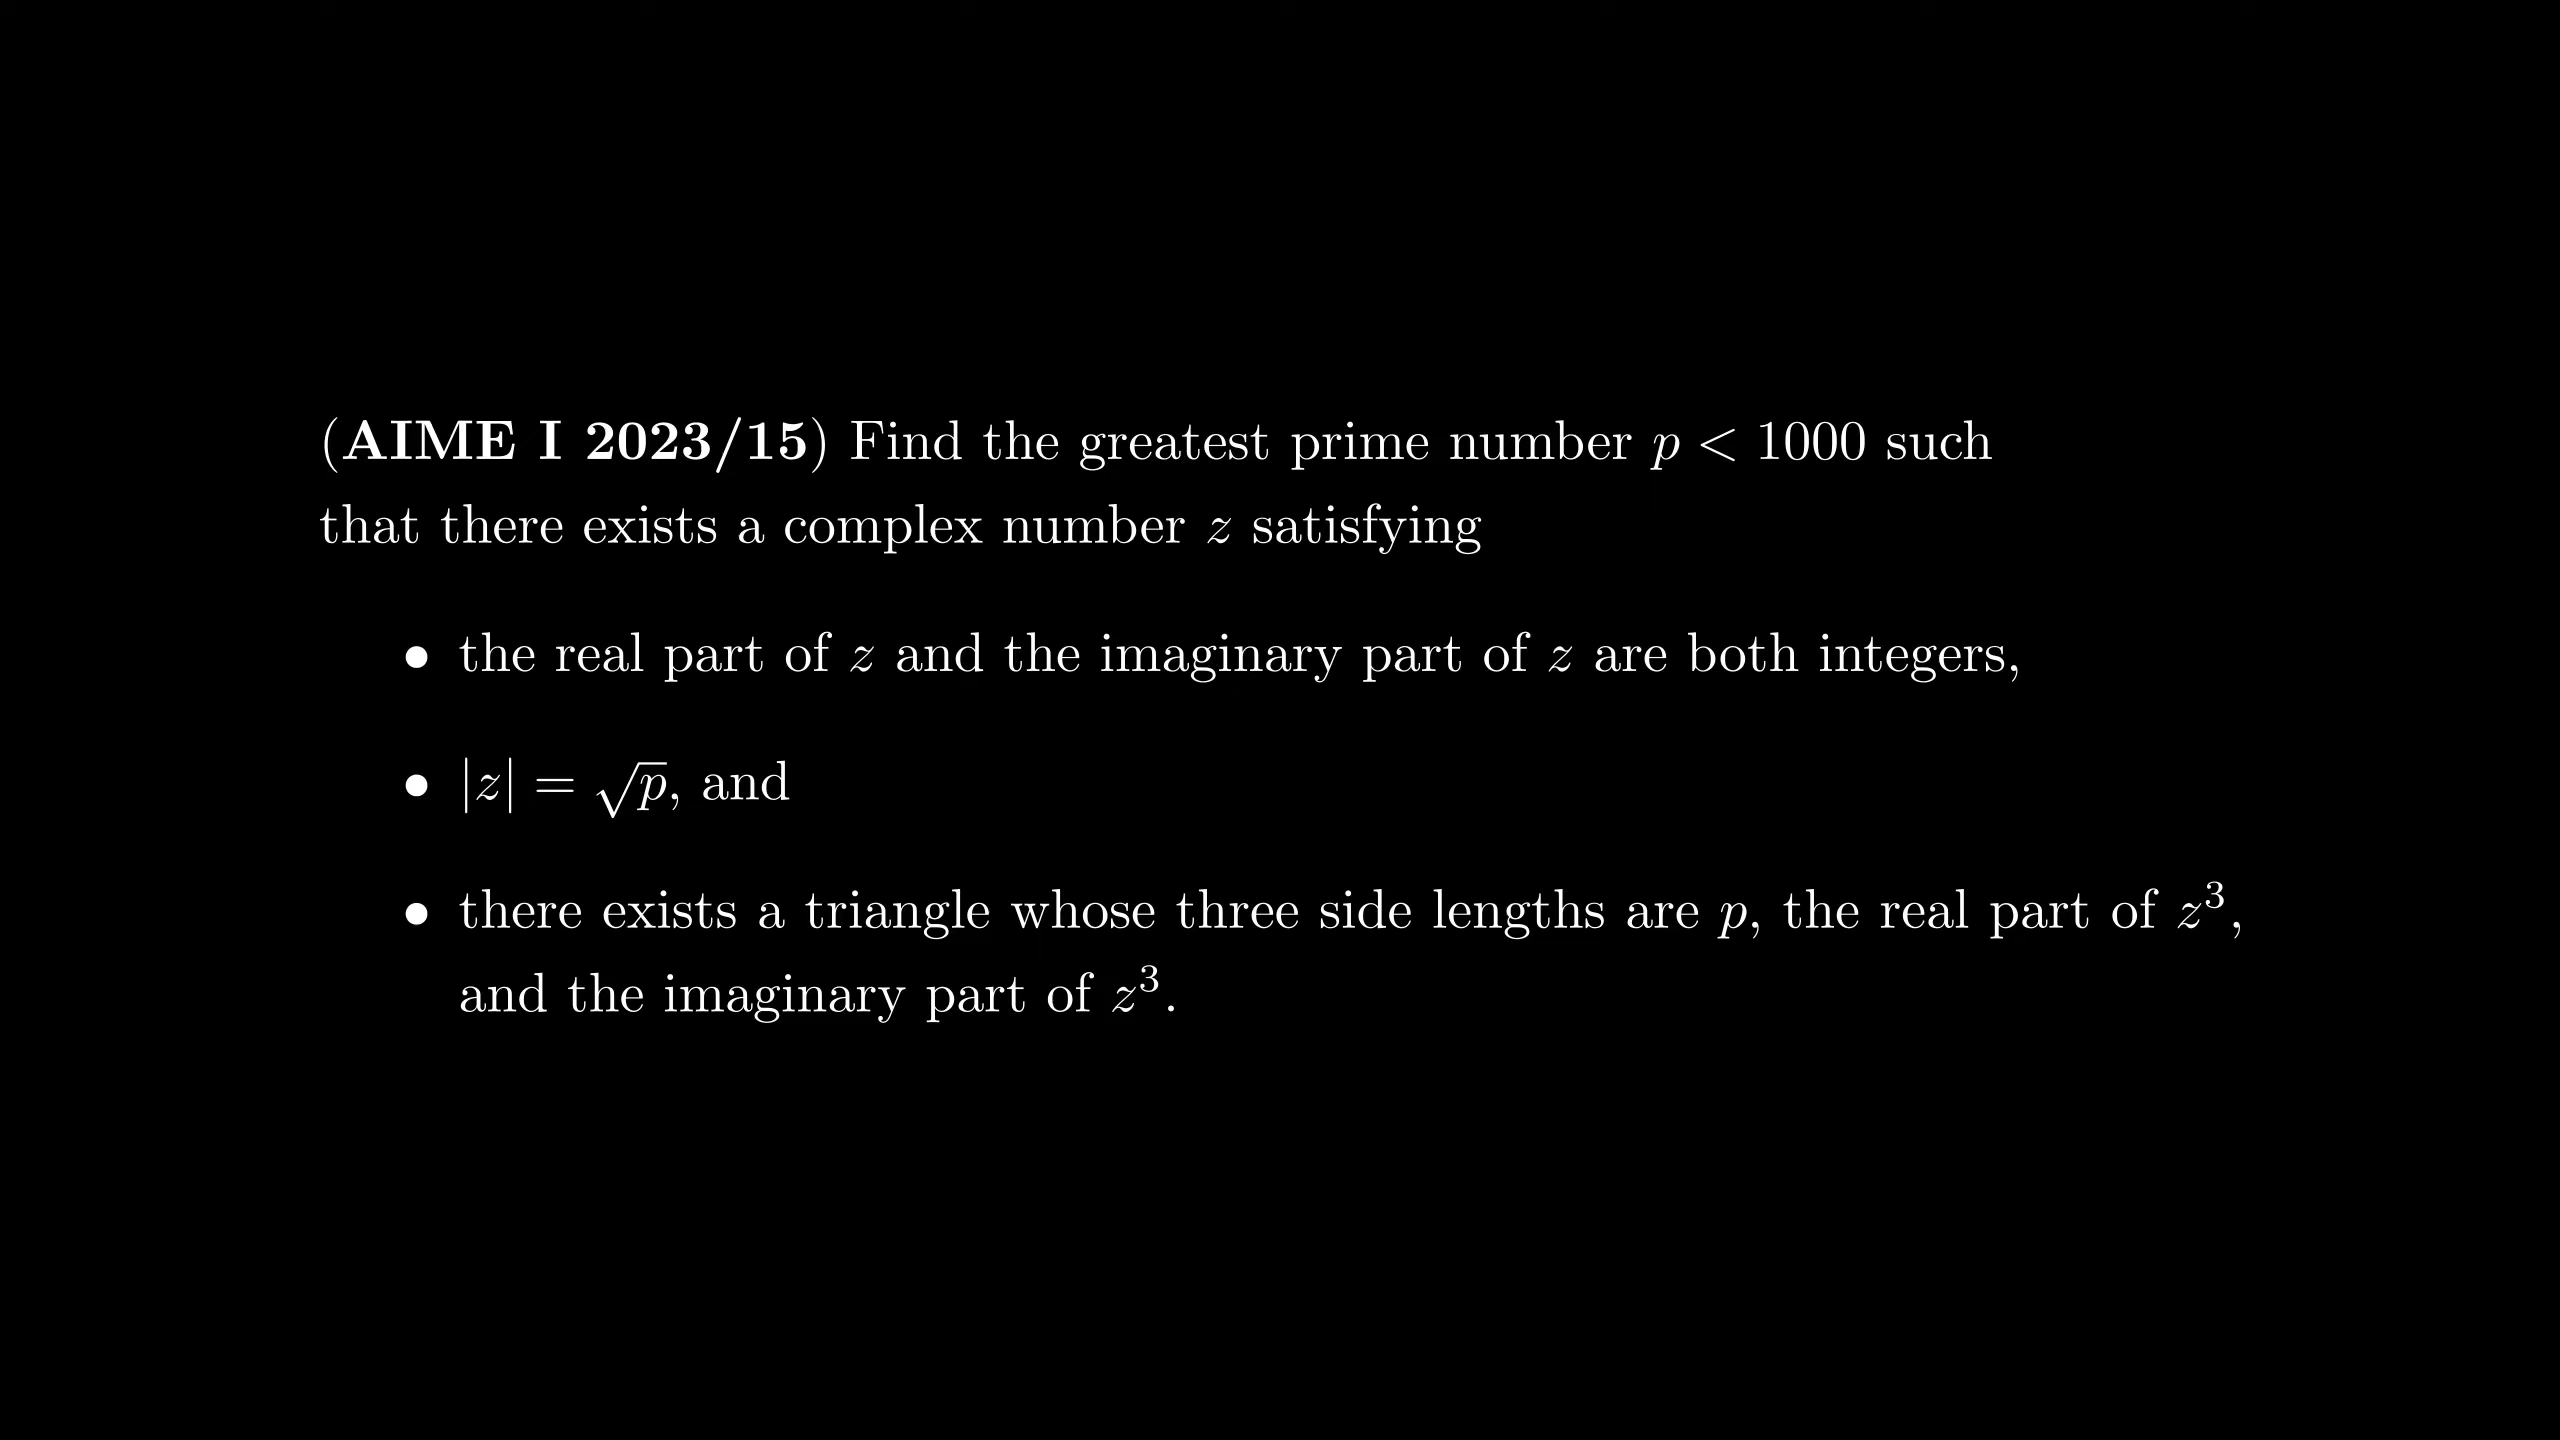 (AIME I 2023/15) Find the greatest prime number p < 1000 such
that there exists a complex number z satisfying
• the real part of z and the imaginary part of z are both integers,
• |z| = √p, and
• there exists a triangle whose three side lengths are p, the real part of z³,
and the imaginary part of z³.